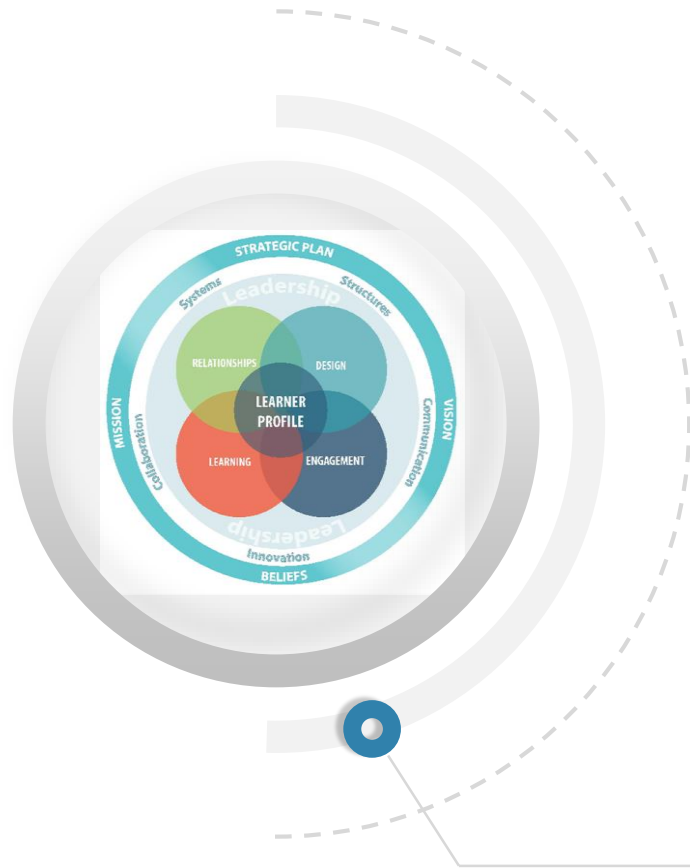 STRATEGIC PLAN
Systems
Structures
Leadership
RELATIONSHIPS
DESIGN
LEARNER
PROFILE
MISSION
VISION
Collaboration
Communication
LEARNING
ENGAGEMENT
Leadership
Innovation
BELIEFS